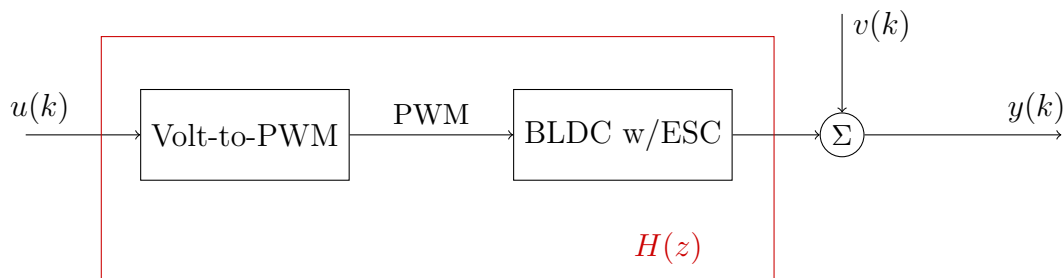 v(k)
u(k)
PWM
y(k)
Volt-to-PWM
BLDC w/ESC
Σ
H(z)